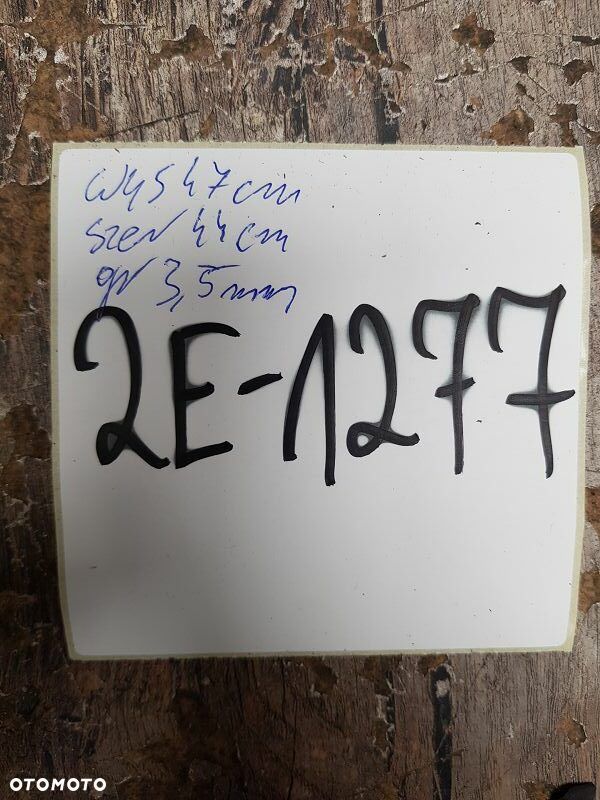 wys 47cm
szer 44cm
gr 3,5mm
2E-1277
OTOMOTO